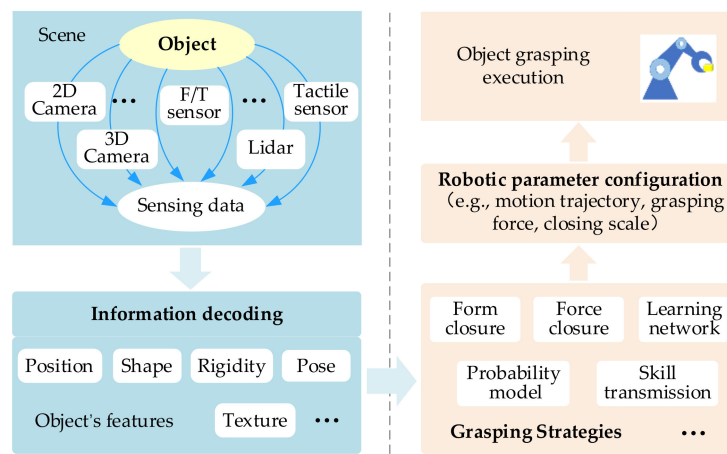 Scene
Object
2D
Camera
...
F/T
sensor
...
Tactile
sensor
3D
Camera
Lidar
Sensing data
Information decoding
Position
Shape
Rigidity
Pose
Object's features
Texture
...
Object grasping
execution
Robotic parameter configuration
(e.g., motion trajectory, grasping
force, closing scale)
Form
closure
Force
closure
Learning
network
Probability
model
Skill
transmission
Grasping Strategies
...